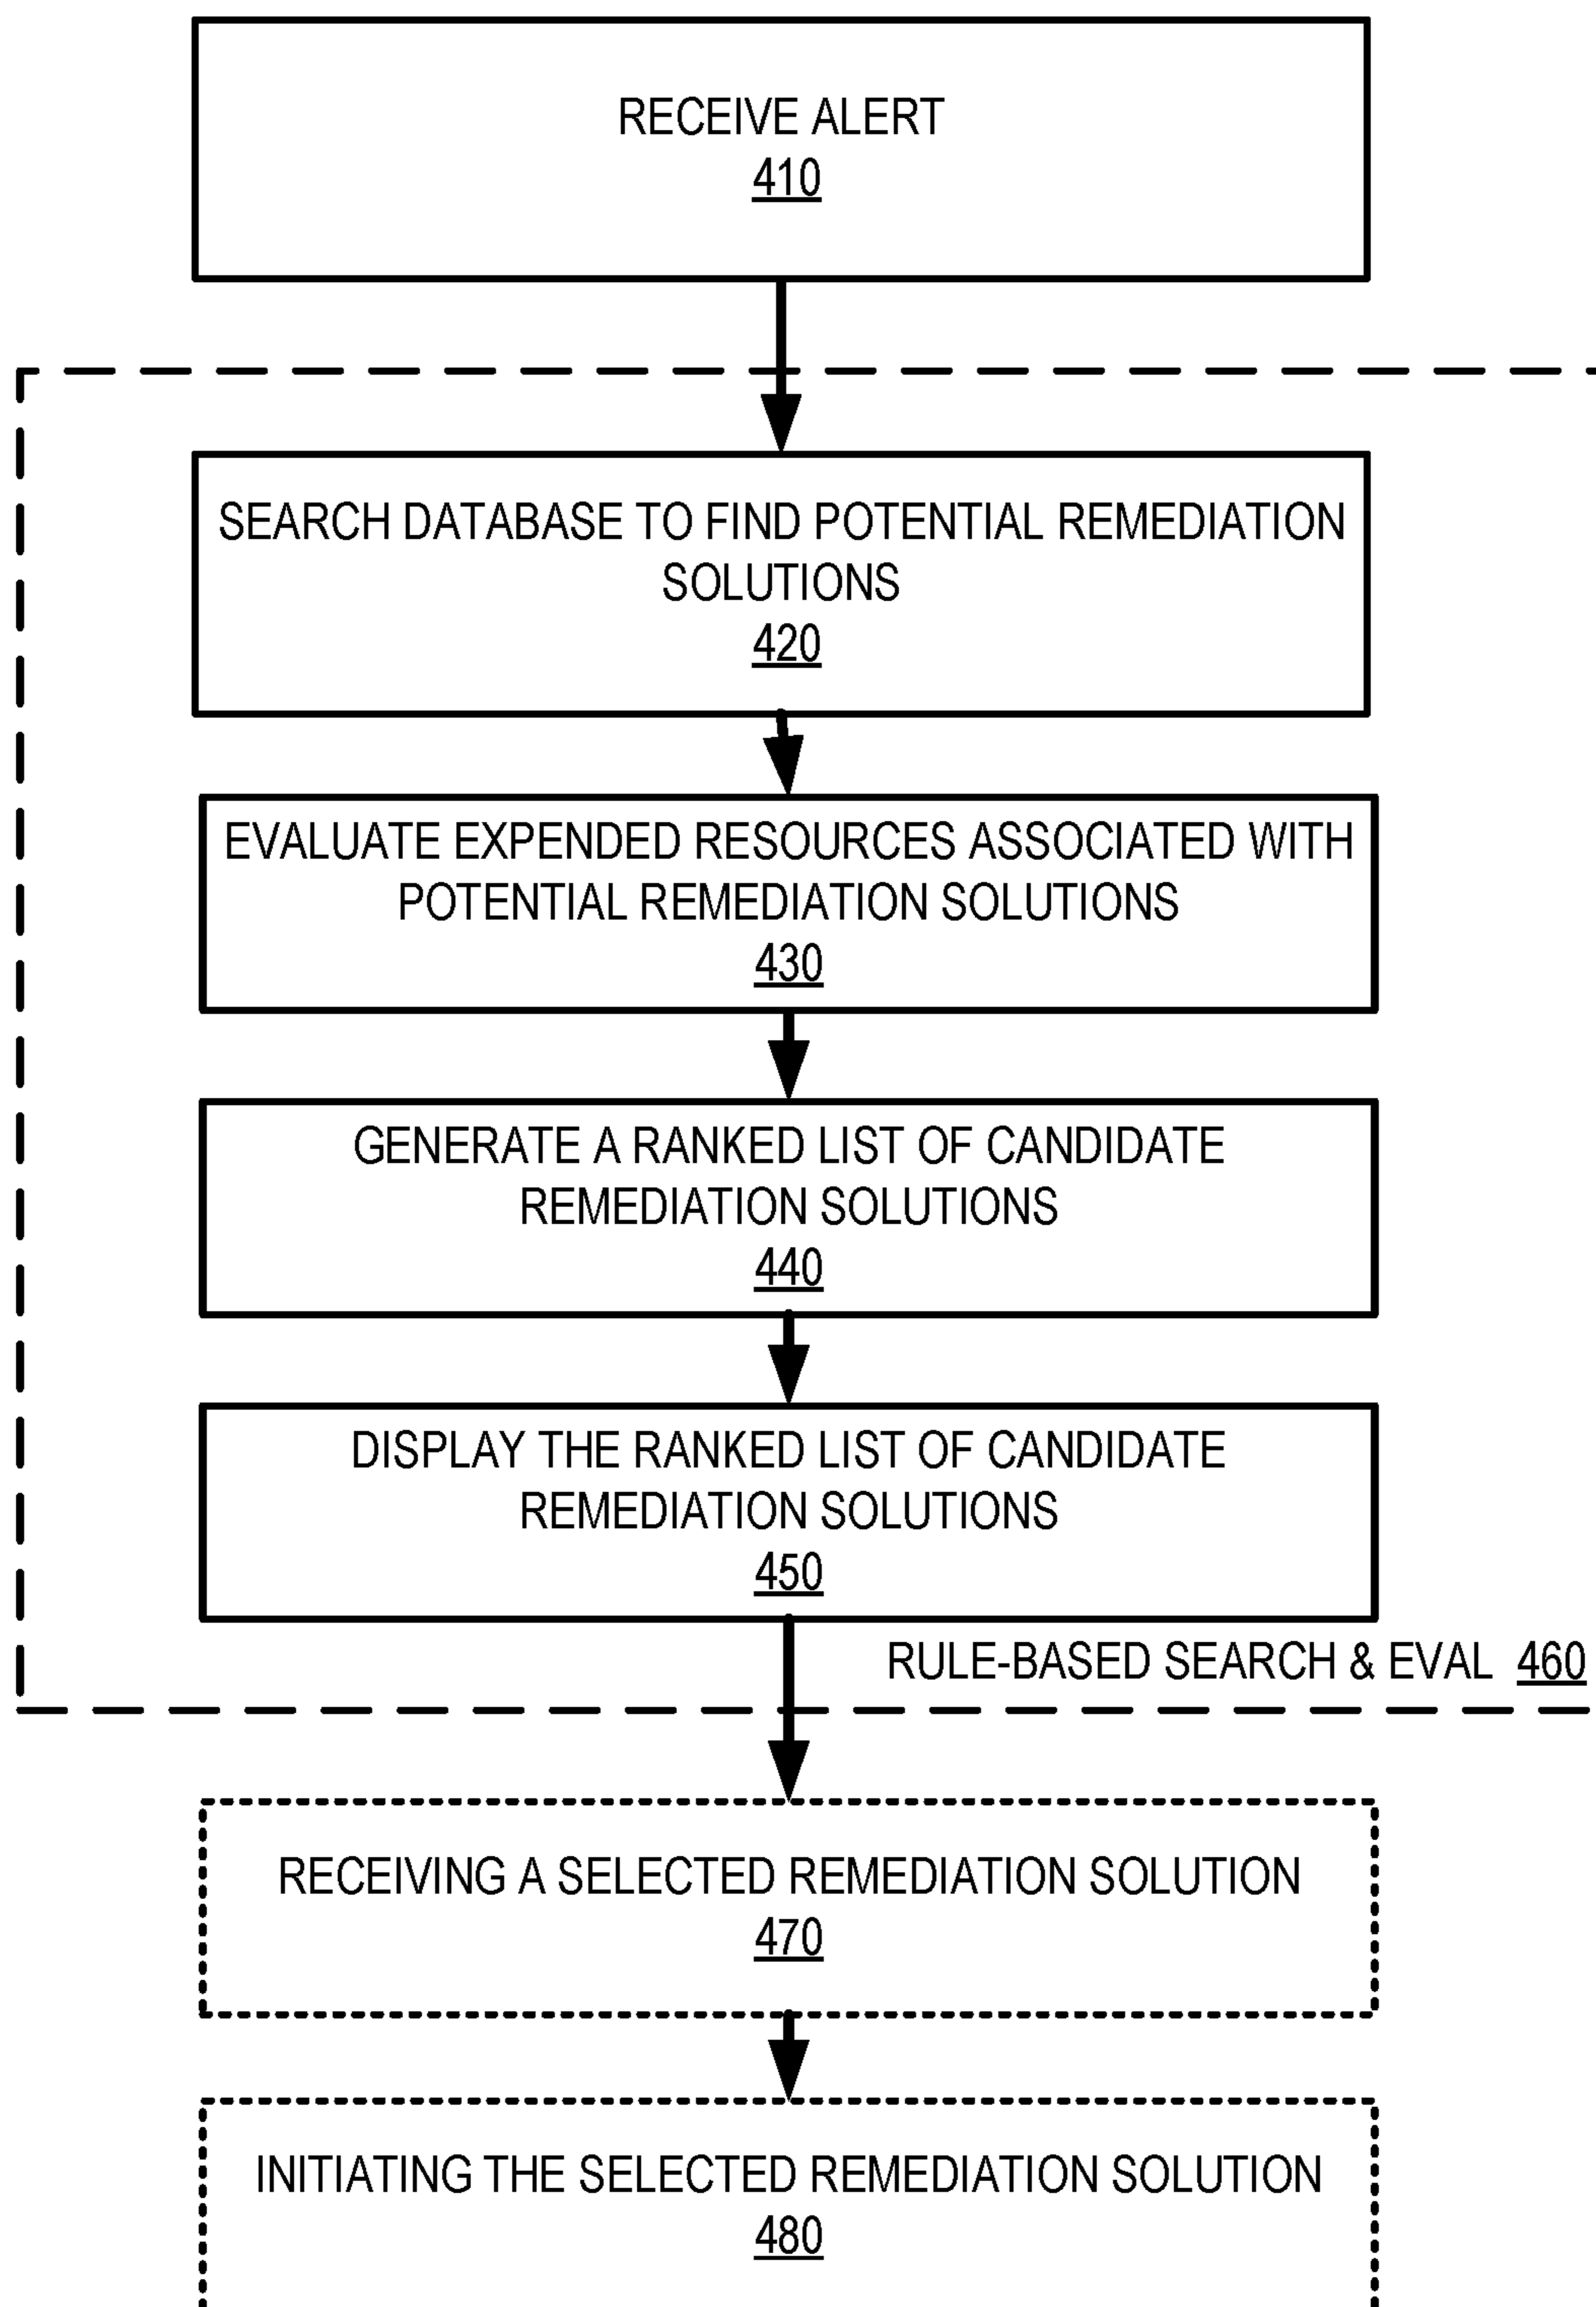 RECEIVE ALERT
410
SEARCH DATABASE TO FIND POTENTIAL REMEDIATION
SOLUTIONS
420
EVALUATE EXPENDED RESOURCES ASSOCIATED WITH
POTENTIAL REMEDIATION SOLUTIONS
430
GENERATE A RANKED LIST OF CANDIDATE
REMEDIATION SOLUTIONS
440
DISPLAY THE RANKED LIST OF CANDIDATE
REMEDIATION SOLUTIONS
450
RULE-BASED SEARCH & EVAL 460
RECEIVING A SELECTED REMEDIATION SOLUTION
470
INITIATING THE SELECTED REMEDIATION SOLUTION
480